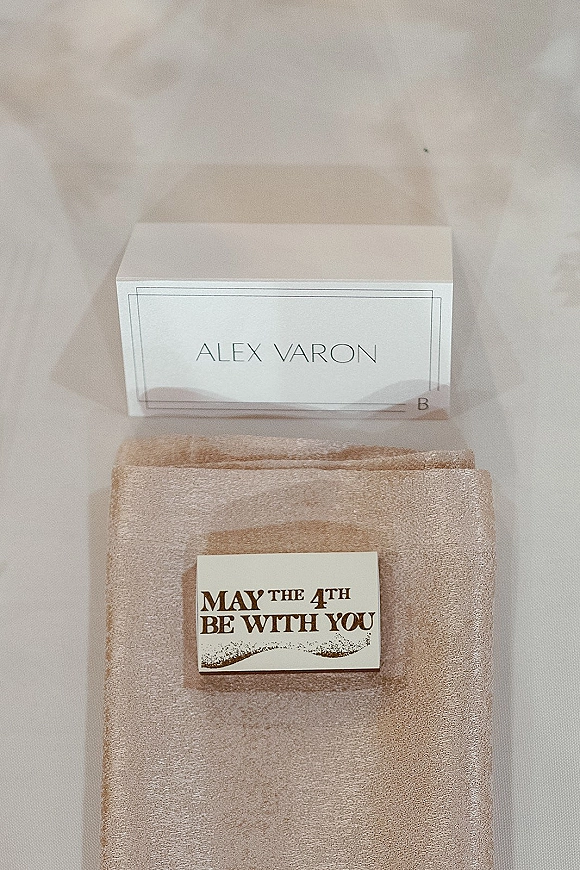 ALEX VARON
B
MAY THE 4TH
BE WITH YOU